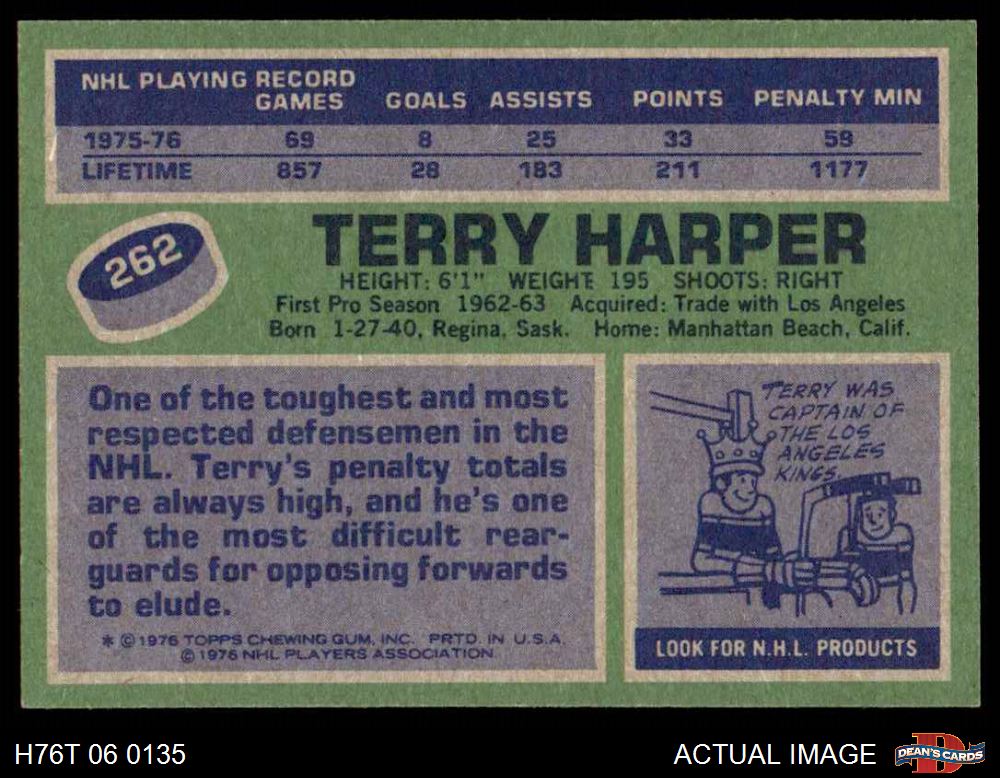 NHL PLAYING RECORD
GAMES GOALS ASSISTS POINTS PENALTY MIN
1975-76 69 8 25 33 59
LIFETIME 857 28 183 211 1177
262
TERRY HARPER
HEIGHT: 6'1" WEIGHT 195 SHOOTS: RIGHT
First Pro Season 1962-63 Acquired: Trade with Los Angeles
Born 1-27-40, Regina, Sask. Home: Manhattan Beach, Calif.
One of the toughest and most
respected defensemen in the
NHL. Terry's penalty totals
are always high, and he's one
of the most difficult rear-
guards for opposing forwards
to elude.
* © 1976 TOPPS CHEWING GUM, INC. PRTD. IN U.S.A.
© 1976 NHL PLAYERS ASSOCIATION
TERRY WAS
CAPTAIN OF
THE LOS
ANGELES
KINGS.
LOOK FOR N.H.L. PRODUCTS
H76T 06 0135
ACTUAL IMAGE
DEAN'S CARDS